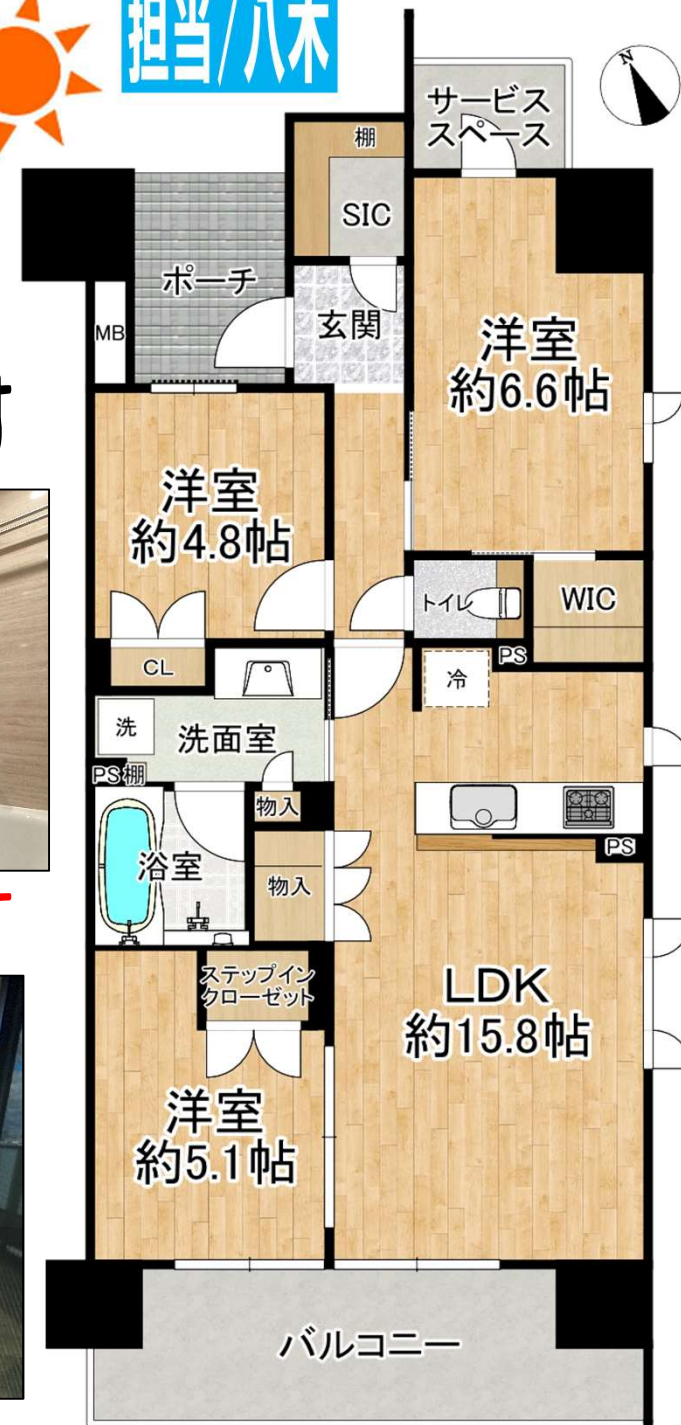 担当/八木
N
サービス
スペース
棚
SIC
ポーチ
玄関
MB
洋室
約6.6帖
洋室
約4.8帖
トイレ
WIC
PS
CL
冷
洗
洗面室
PS棚
物入
PS
浴室
物入
ステップイン
クローゼット
LDK
約15.8帖
洋室
約5.1帖
バルコニー